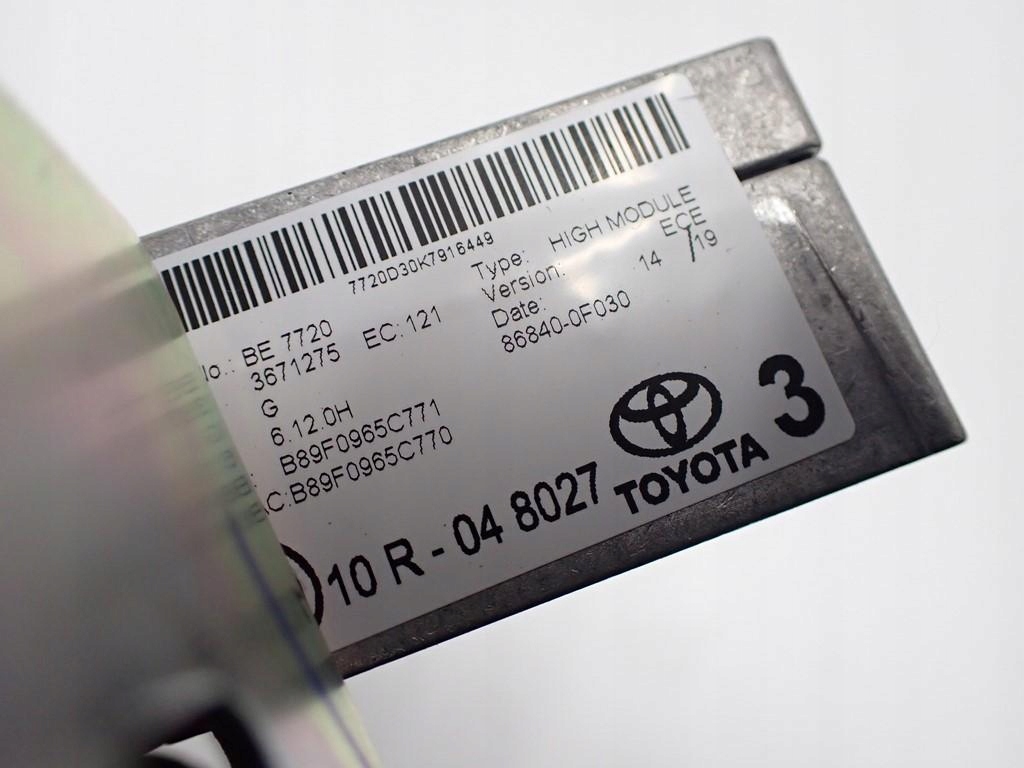 7720D30K7916449
Type: HIGH MODULE
Version: ECE
Date: 14 /19
86840-0F030
lo.: BE 7720
3671275 EC: 121
G
6.12.0H
B89F0965C771
C:B89F0965C770
10 R - 04 8027
TOYOTA
3